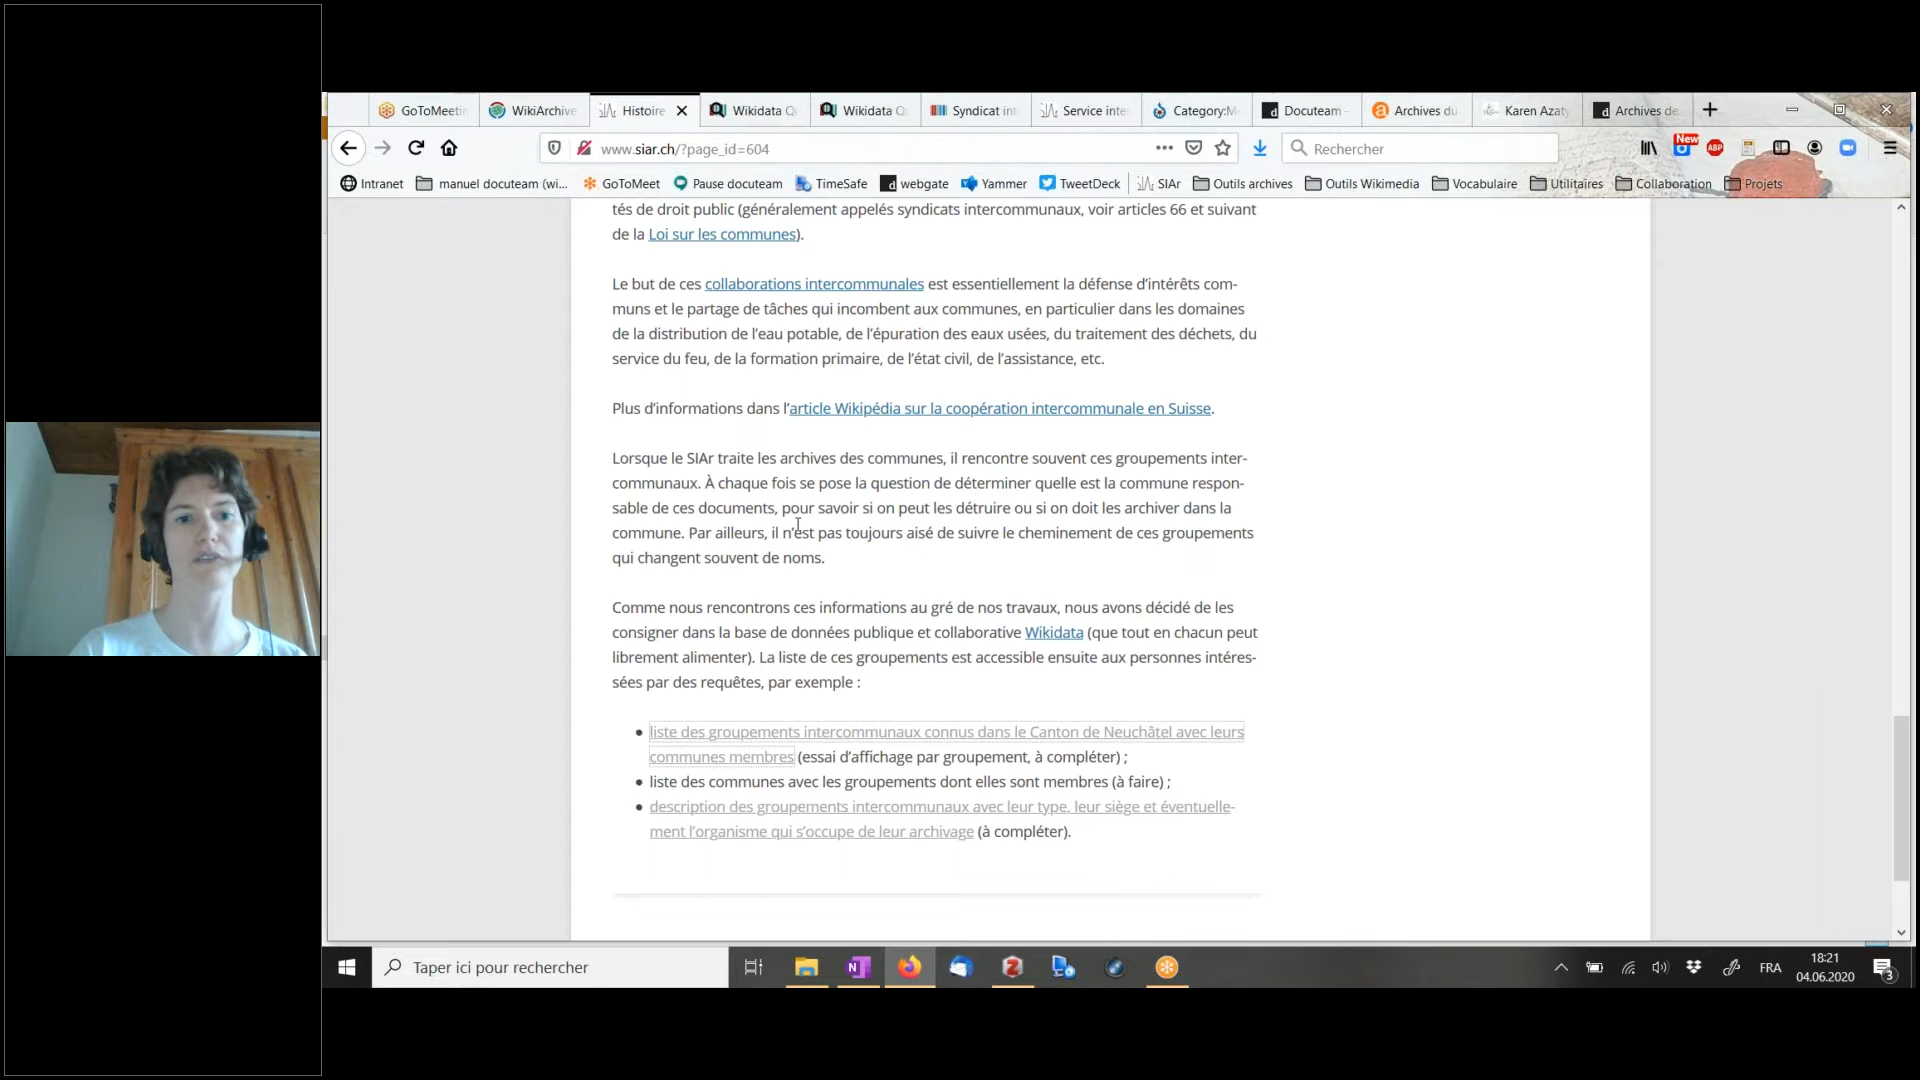 GoToMeetin
WikiArchive
Histoire
Wikidata Q
Wikidata Q
Syndicat int
Service inte
Category:M
Docuteam –
Archives du
Karen Azaty
Archives de
www.siar.ch/?page_id=604
Rechercher
New
ABP
Intranet
manuel docuteam (wi...
GoToMeet
Pause docuteam
TimeSafe
webgate
Yammer
TweetDeck
SIAr
Outils archives
Outils Wikimedia
Vocabulaire
Utilitaires
Collaboration
Projets
tés de droit public (généralement appelés syndicats intercommunaux, voir articles 66 et suivant
de la Loi sur les communes).
Le but de ces collaborations intercommunales est essentiellement la défense d’intérêts com-
muns et le partage de tâches qui incombent aux communes, en particulier dans les domaines
de la distribution de l’eau potable, de l’épuration des eaux usées, du traitement des déchets, du
service du feu, de la formation primaire, de l’état civil, de l’assistance, etc.
Plus d’informations dans l’article Wikipédia sur la coopération intercommunale en Suisse.
Lorsque le SIAr traite les archives des communes, il rencontre souvent ces groupements inter-
communaux. À chaque fois se pose la question de déterminer quelle est la commune respon-
sable de ces documents, pour savoir si on peut les détruire ou si on doit les archiver dans la
commune. Par ailleurs, il n’est pas toujours aisé de suivre le cheminement de ces groupements
qui changent souvent de noms.
Comme nous rencontrons ces informations au gré de nos travaux, nous avons décidé de les
consigner dans la base de données publique et collaborative Wikidata (que tout en chacun peut
librement alimenter). La liste de ces groupements est accessible ensuite aux personnes intéres-
sées par des requêtes, par exemple :
• liste des groupements intercommunaux connus dans le Canton de Neuchâtel avec leurs
communes membres (essai d’affichage par groupement, à compléter) ;
• liste des communes avec les groupements dont elles sont membres (à faire) ;
• description des groupements intercommunaux avec leur type, leur siège et éventuelle-
ment l’organisme qui s’occupe de leur archivage (à compléter).
Taper ici pour rechercher
FRA
18:21
04.06.2020
3